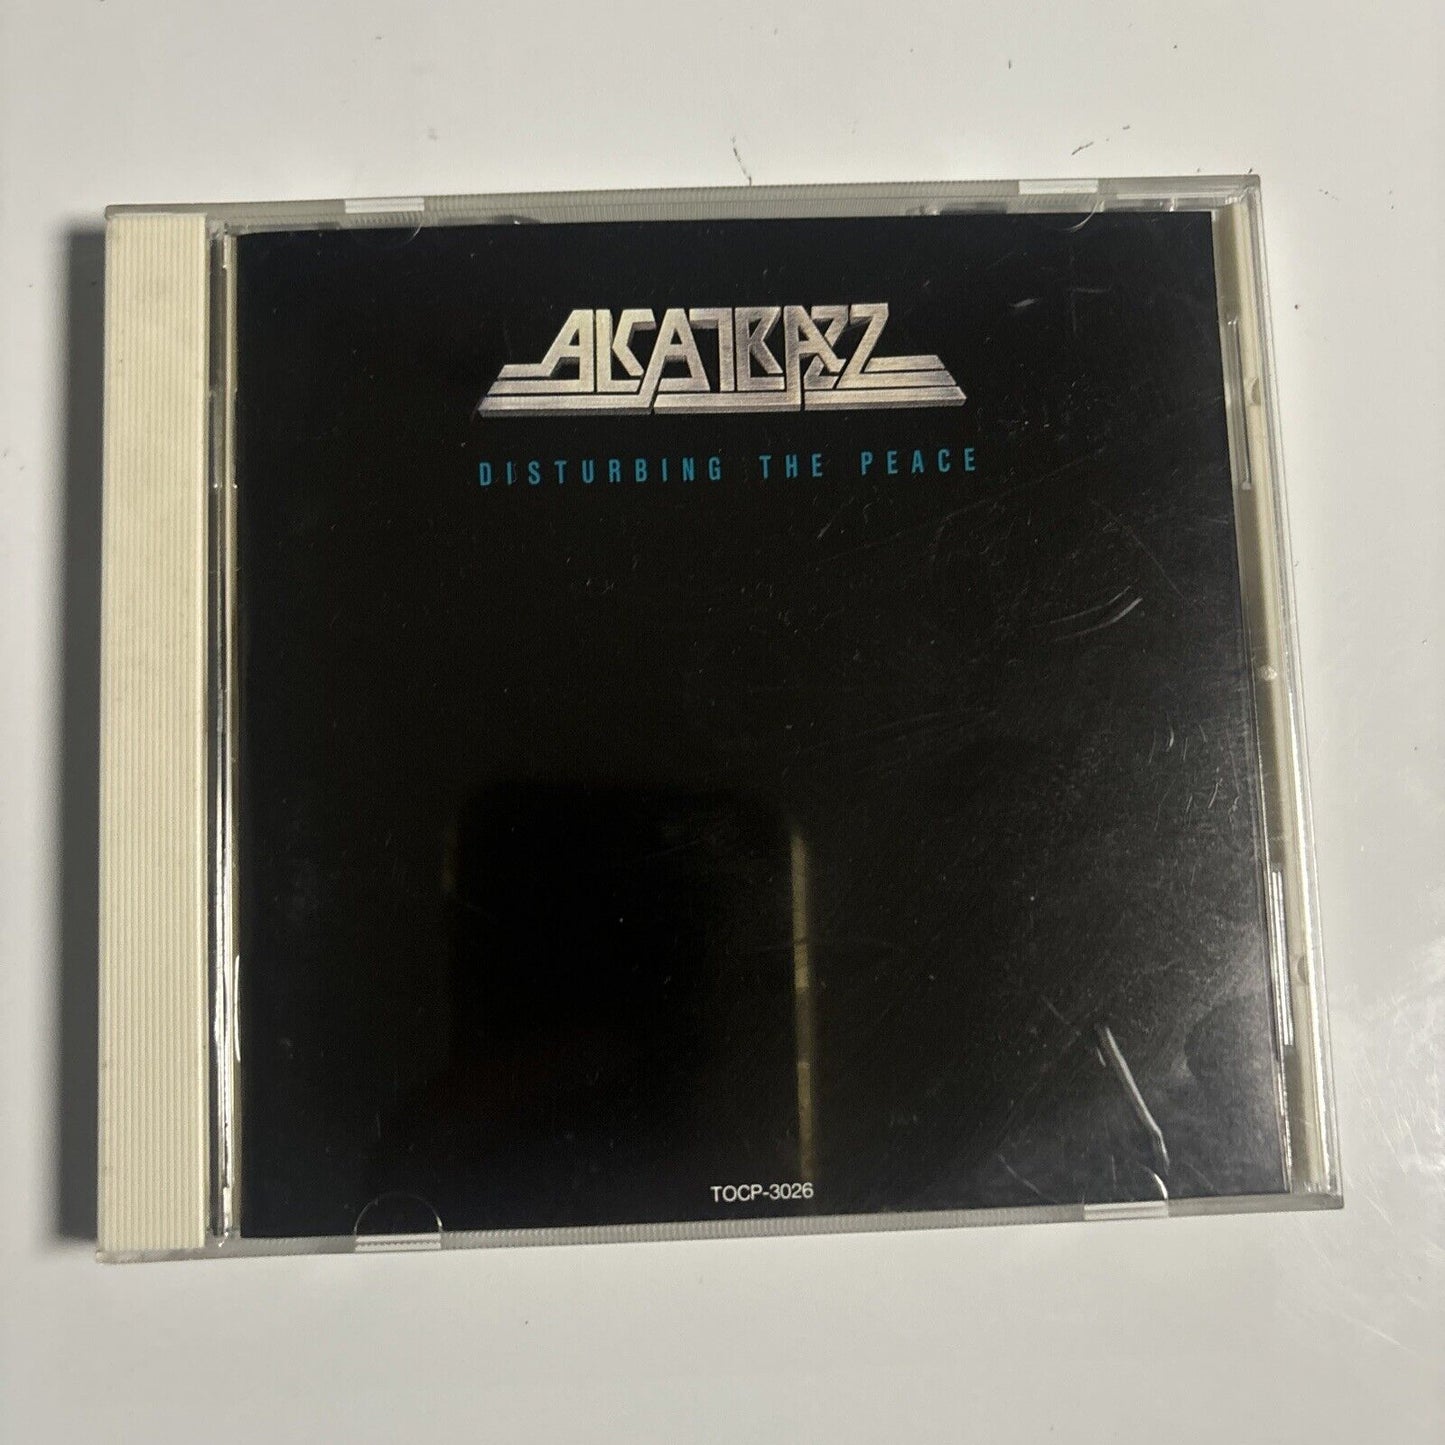 ALCATRAZZ
DISTURBING THE PEACE
TOCP-3026